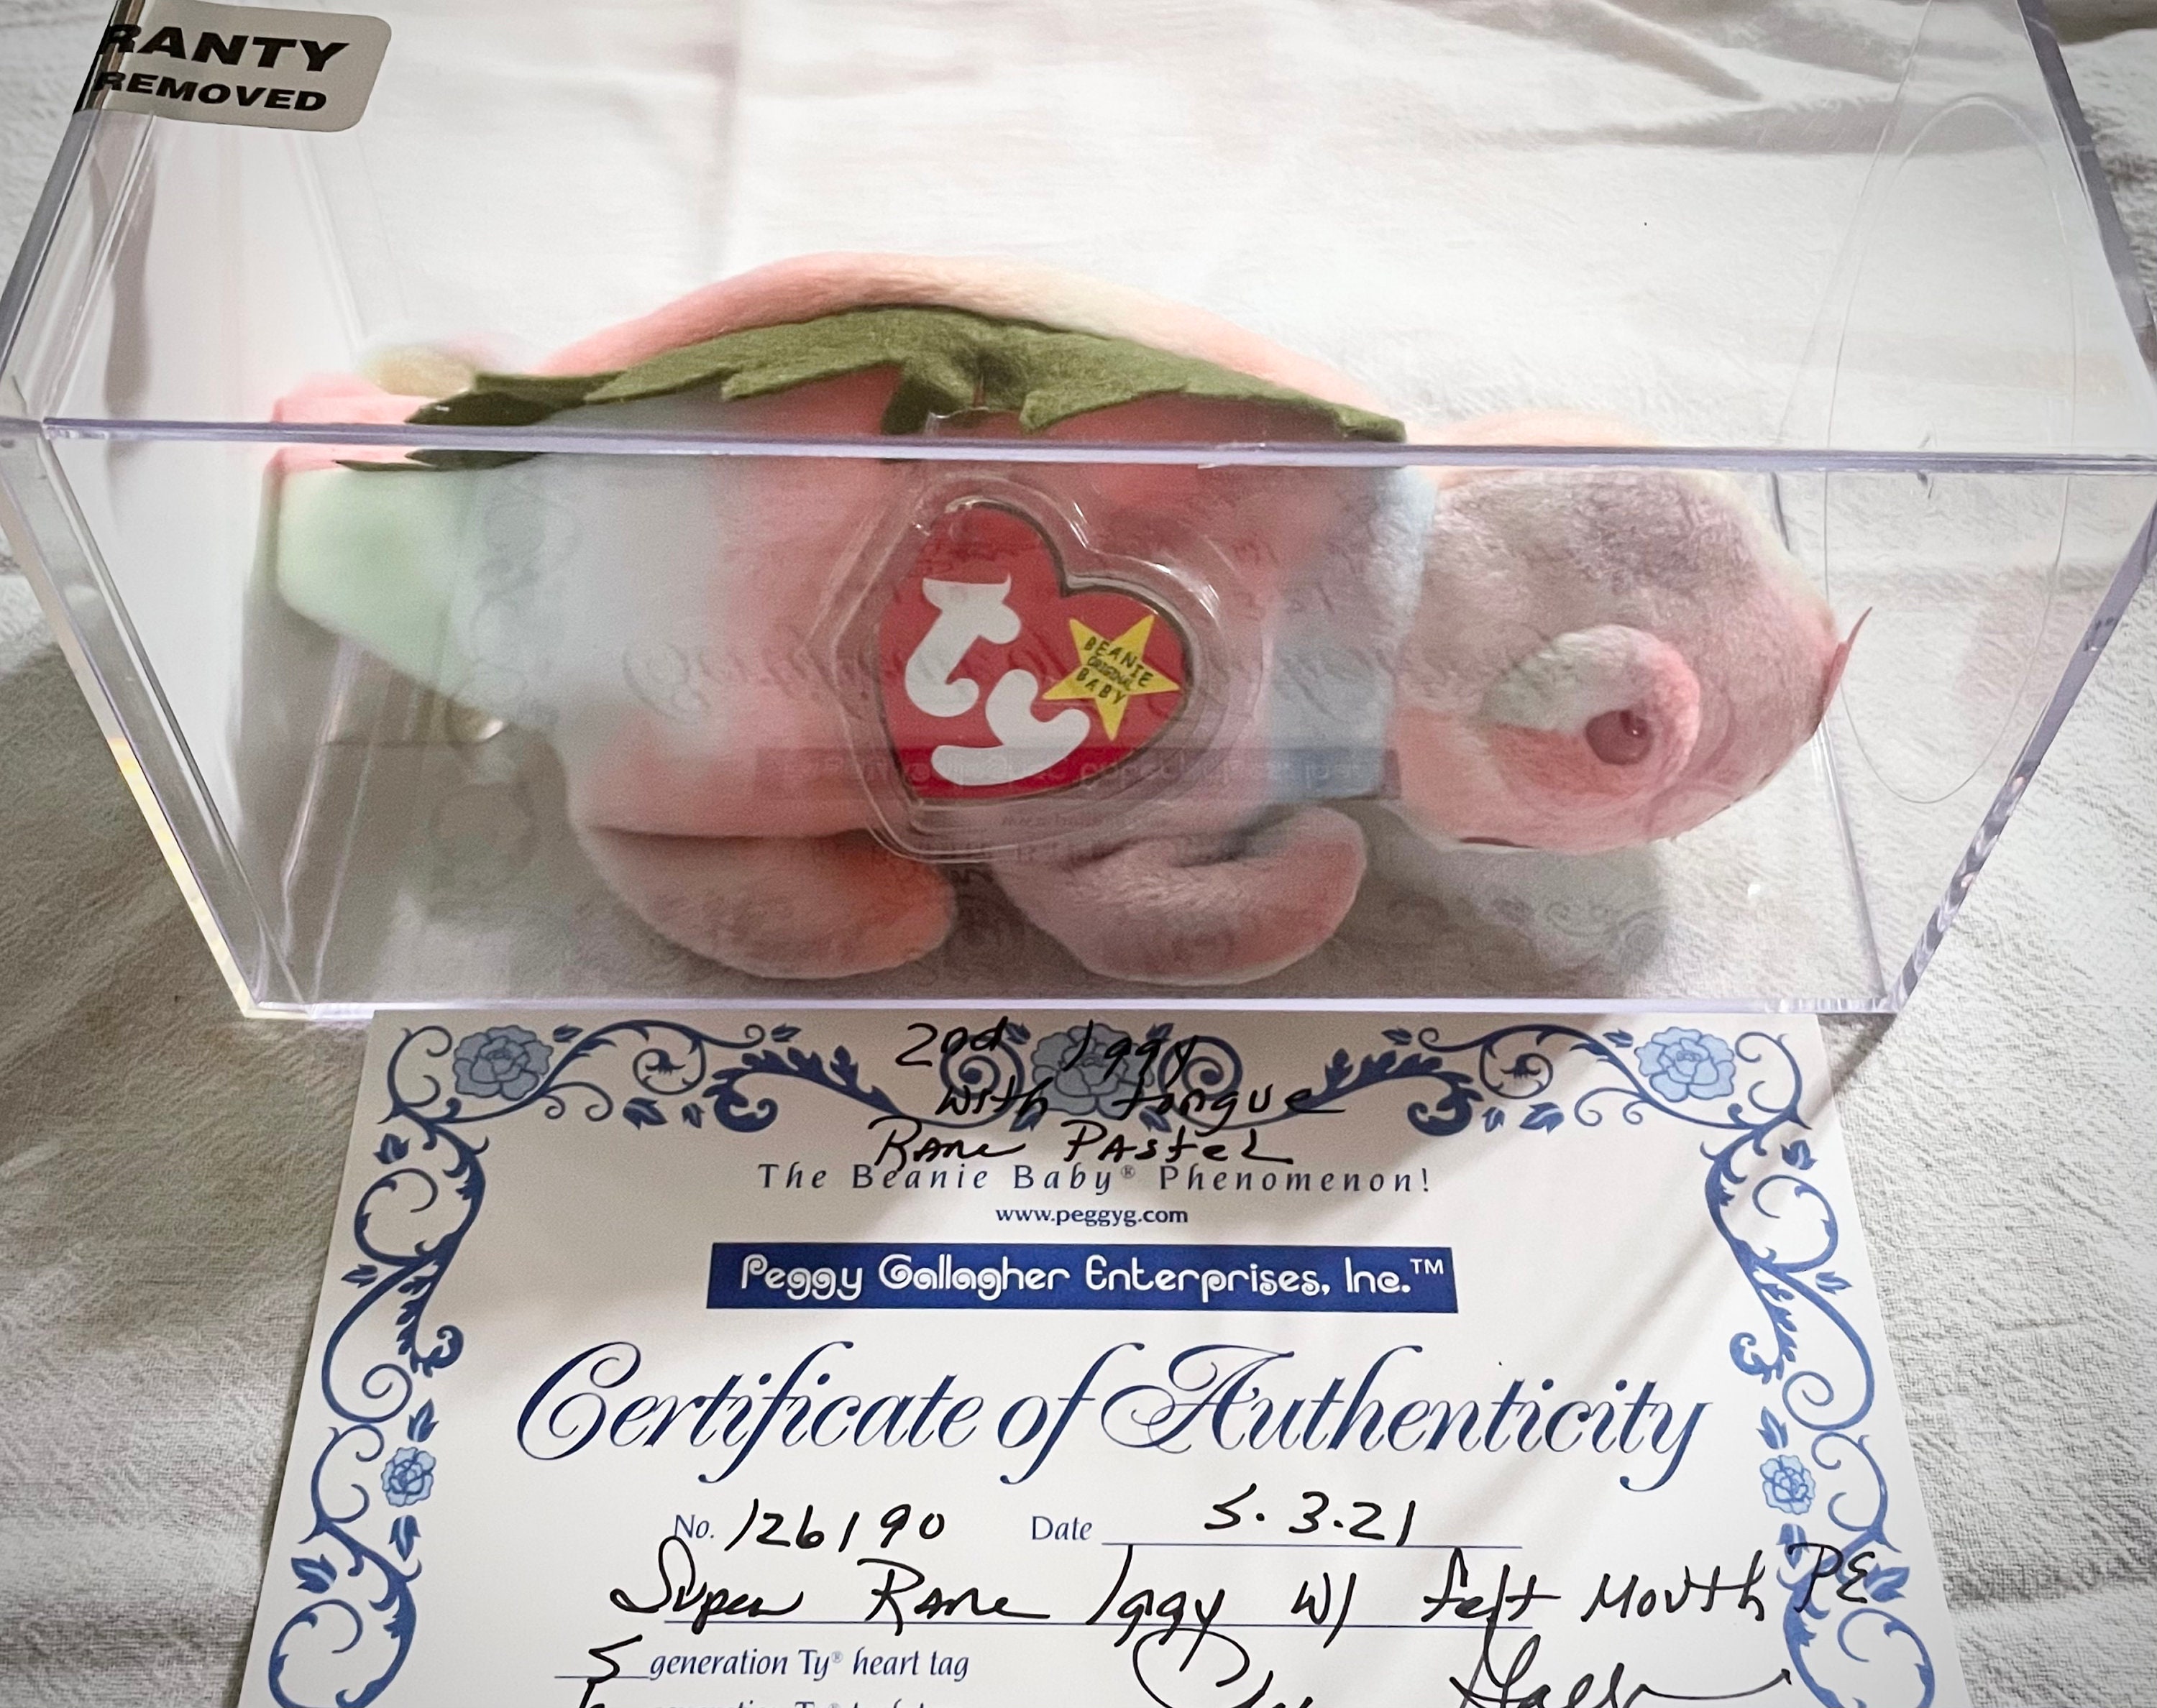 RANTY
REMOVED
ty
BEANIE
ORIGINAL
BABY
2nd Iggy
with tongue
Rare Pastel
The Beanie Baby® Phenomenon!
www.peggyg.com
Peggy Gallagher Enterprises, Inc.™
Certificate of Authenticity
No. 126190 Date 5.3.21
Super Rare Iggy w/ felt Mouth PE
5 generation Ty® heart tag